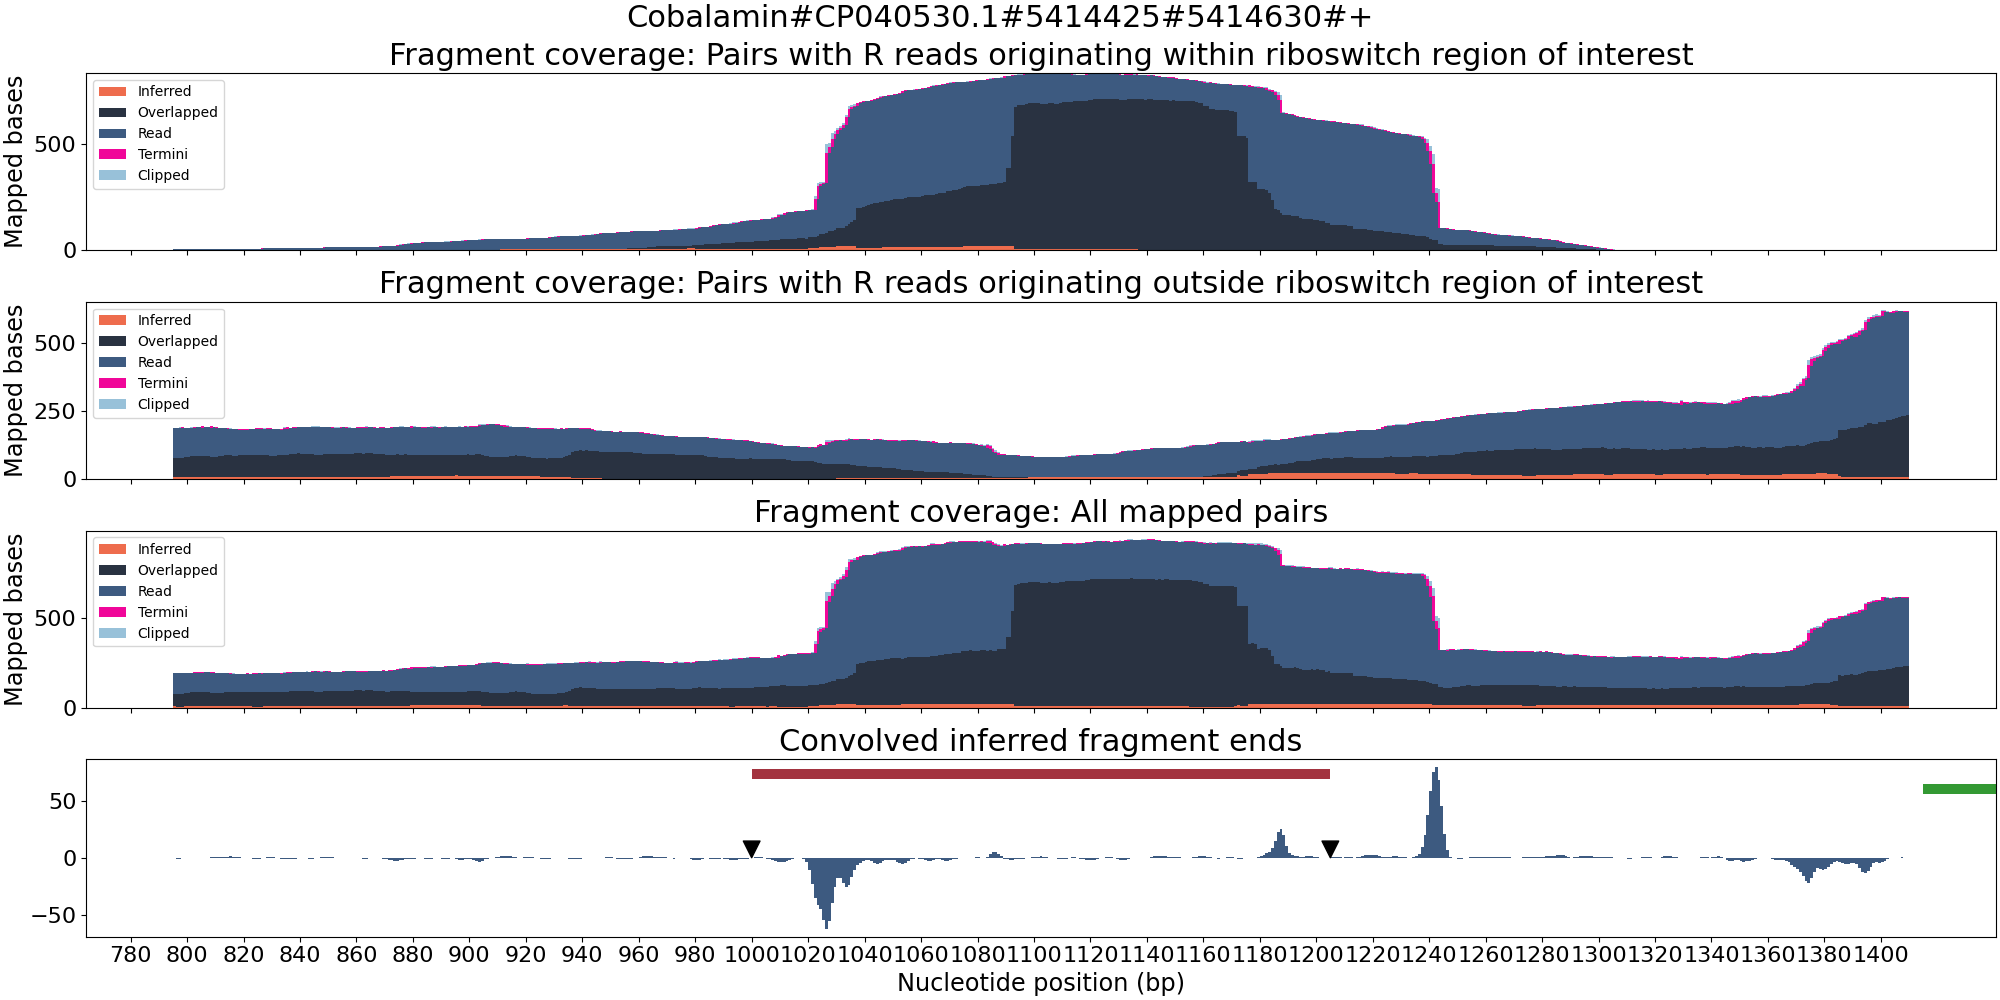 Cobalamin#CP040530.1#5414425#5414630#+
Fragment coverage: Pairs with R reads originating within riboswitch region of interest
Mapped bases
500
0
Inferred
Overlapped
Read
Termini
Clipped
Fragment coverage: Pairs with R reads originating outside riboswitch region of interest
Mapped bases
500
250
0
Inferred
Overlapped
Read
Termini
Clipped
Fragment coverage: All mapped pairs
Mapped bases
500
0
Inferred
Overlapped
Read
Termini
Clipped
Convolved inferred fragment ends
50
0
−50
780 800 820 840 860 880 900 920 940 960 980 1000 1020 1040 1060 1080 1100 1120 1140 1160 1180 1200 1220 1240 1260 1280 1300 1320 1340 1360 1380 1400
Nucleotide position (bp)